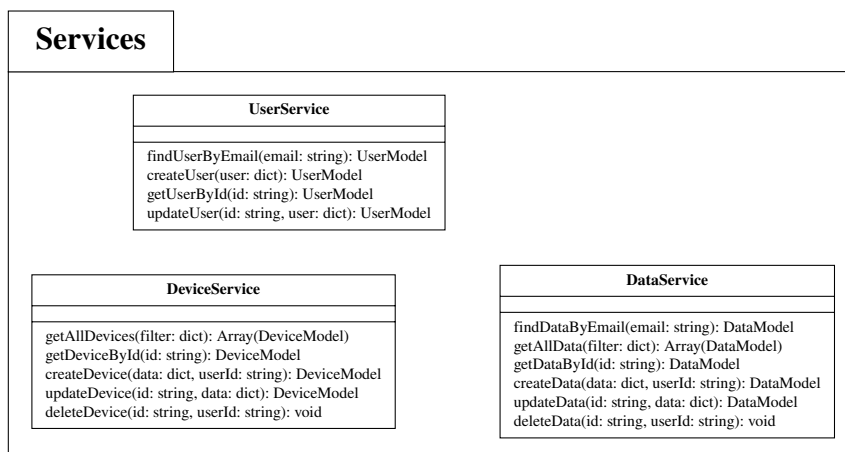 Services
UserService
findUserByEmail(email: string): UserModel
createUser(user: dict): UserModel
getUserById(id: string): UserModel
updateUser(id: string, user: dict): UserModel
DeviceService
getAllDevices(filter: dict): Array(DeviceModel)
getDeviceById(id: string): DeviceModel
createDevice(data: dict, userId: string): DeviceModel
updateDevice(id: string, data: dict): DeviceModel
deleteDevice(id: string, userId: string): void
DataService
findDataByEmail(email: string): DataModel
getAllData(filter: dict): Array(DataModel)
getDataById(id: string): DataModel
createData(data: dict, userId: string): DataModel
updateData(id: string, data: dict): DataModel
deleteData(id: string, userId: string): void